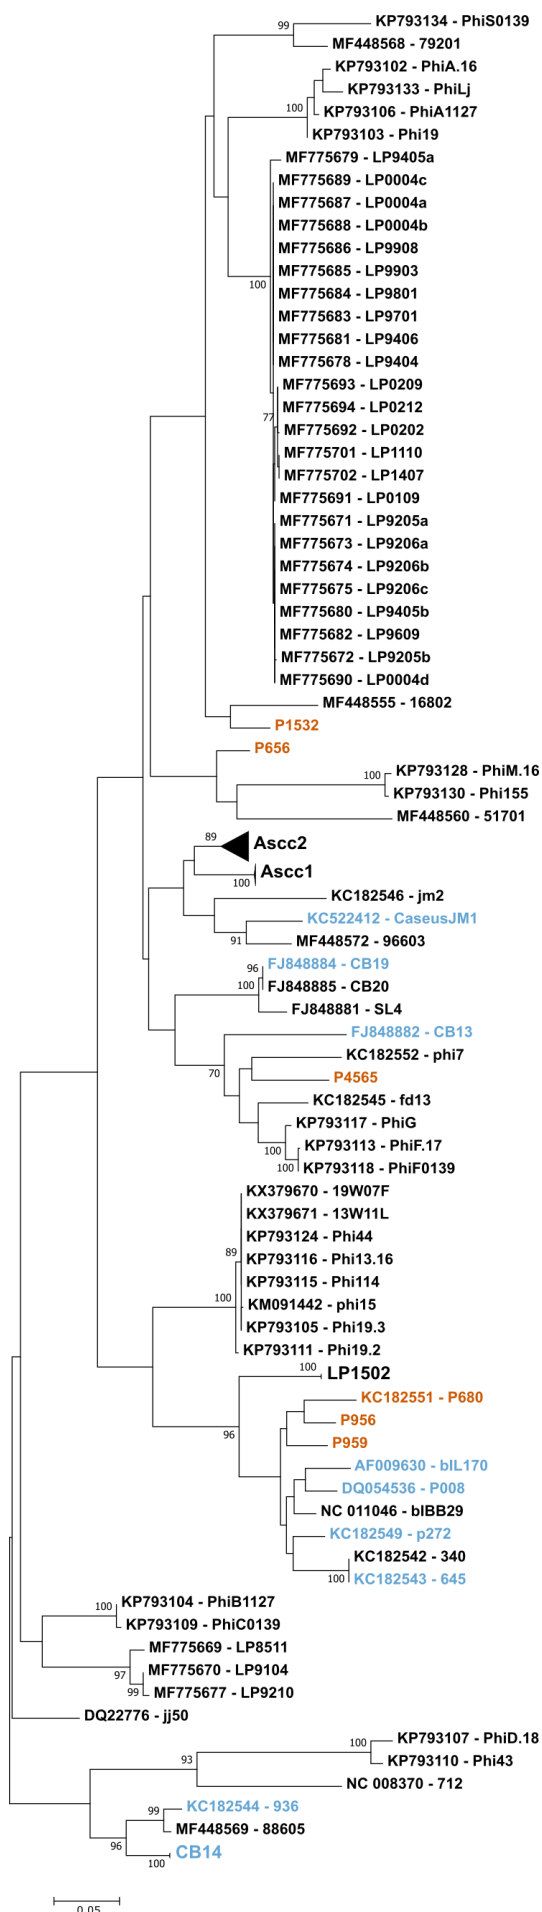 99
KP793134 - PhiS0139
MF448568 - 79201
KP793102 - PhiA.16
KP793133 - PhiLj
100
KP793106 - PhiA1127
KP793103 - Phi19
MF775679 - LP9405a
MF775689 - LP0004c
MF775687 - LP0004a
MF775688 - LP0004b
MF775686 - LP9908
MF775685 - LP9903
100
MF775684 - LP9801
MF775683 - LP9701
MF775681 - LP9406
MF775678 - LP9404
MF775693 - LP0209
MF775694 - LP0212
77
MF775692 - LP0202
MF775701 - LP1110
MF775702 - LP1407
MF775691 - LP0109
MF775671 - LP9205a
MF775673 - LP9206a
MF775674 - LP9206b
MF775675 - LP9206c
MF775680 - LP9405b
MF775682 - LP9609
MF775672 - LP9205b
MF775690 - LP0004d
MF448555 - 16802
P1532
P656
100
KP793128 - PhiM.16
KP793130 - Phi155
MF448560 - 51701
89
Ascc2
Ascc1
100
KC182546 - jm2
KC522412 - CaseusJM1
91
MF448572 - 96603
96
FJ848884 - CB19
100
FJ848885 - CB20
FJ848881 - SL4
FJ848882 - CB13
KC182552 - phi7
70
P4565
KC182545 - fd13
KP793117 - PhiG
100
KP793113 - PhiF.17
100
KP793118 - PhiF0139
KX379670 - 19W07F
KX379671 - 13W11L
KP793124 - Phi44
89
KP793116 - Phi13.16
KP793115 - Phi114
100
KM091442 - phi15
KP793105 - Phi19.3
KP793111 - Phi19.2
100
LP1502
KC182551 - P680
P956
96
P959
AF009630 - bIL170
DQ054536 - P008
NC 011046 - bIBB29
KC182549 - p272
KC182542 - 340
100
KC182543 - 645
100
KP793104 - PhiB1127
KP793109 - PhiC0139
MF775669 - LP8511
97
MF775670 - LP9104
99
MF775677 - LP9210
DQ22776 - jj50
KP793107 - PhiD.18
100
93
KP793110 - Phi43
NC 008370 - 712
KC182544 - 936
99
MF448569 - 88605
96
CB14
100
0.05